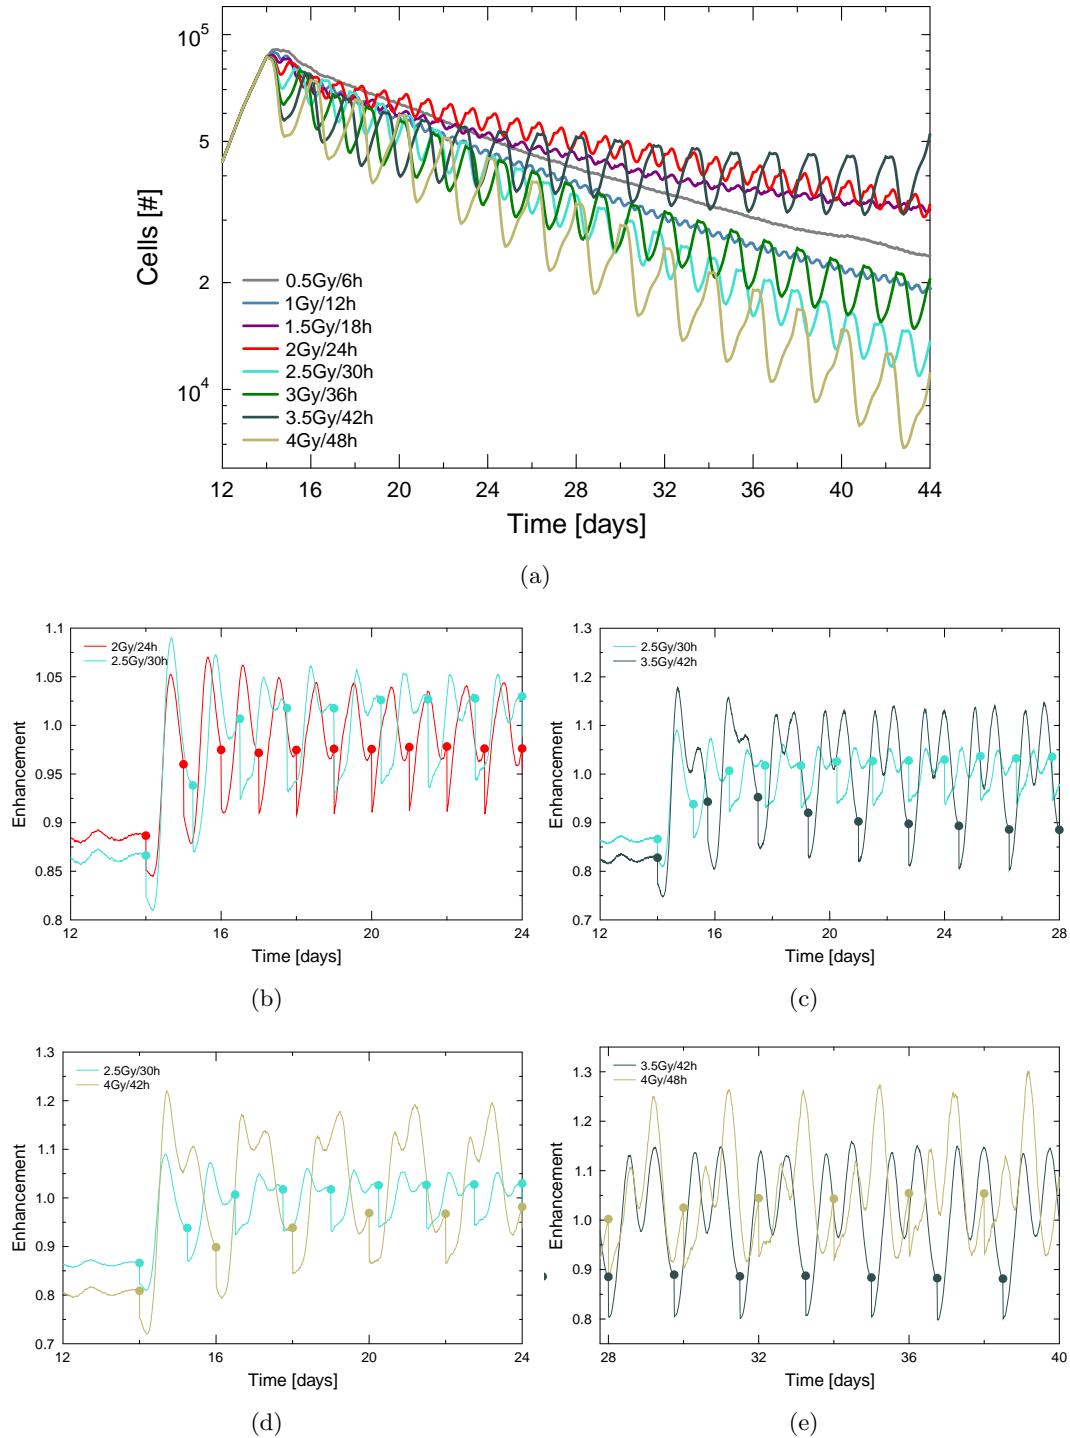 10^5
5
2
10^4
Cells [#]
0.5Gy/6h
1Gy/12h
1.5Gy/18h
2Gy/24h
2.5Gy/30h
3Gy/36h
3.5Gy/42h
4Gy/48h
12 16 20 24 28 32 36 40 44
Time [days]
(a)
1.1
1.05
1.0
0.95
0.9
0.85
0.8
Enhancement
2Gy/24h
2.5Gy/30h
12 16 20 24
Time [days]
(b)
1.3
1.2
1.1
1.0
0.9
0.8
0.7
Enhancement
2.5Gy/30h
3.5Gy/42h
12 16 20 24 28
Time [days]
(c)
1.3
1.2
1.1
1.0
0.9
0.8
0.7
Enhancement
2.5Gy/30h
4Gy/42h
12 16 20 24
Time [days]
(d)
1.3
1.2
1.1
1.0
0.9
0.8
Enhancement
3.5Gy/42h
4Gy/48h
28 32 36 40
Time [days]
(e)